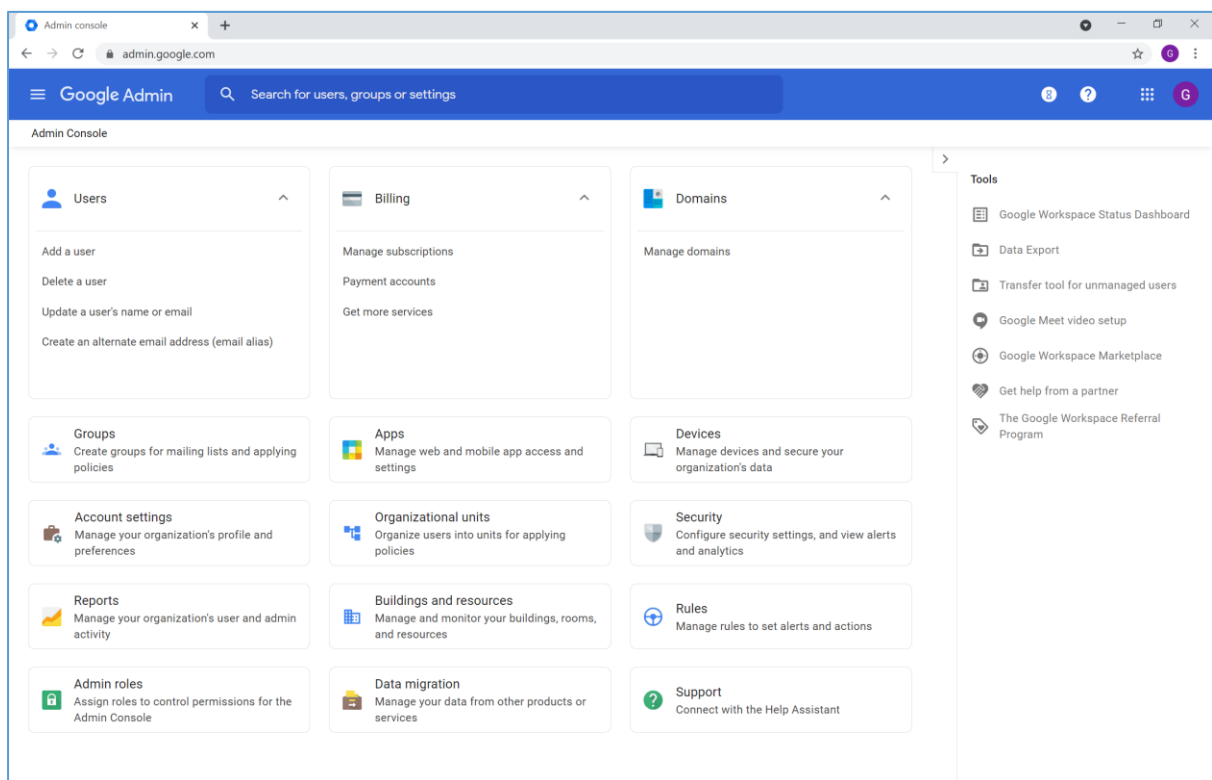 Admin console
admin.google.com
Google Admin
Search for users, groups or settings
8
?
G
G
Admin Console
Users
Add a user
Delete a user
Update a user's name or email
Create an alternate email address (email alias)
Billing
Manage subscriptions
Payment accounts
Get more services
Domains
Manage domains
Groups
Create groups for mailing lists and applying
policies
Apps
Manage web and mobile app access and
settings
Devices
Manage devices and secure your
organization's data
Account settings
Manage your organization's profile and
preferences
Organizational units
Organize users into units for applying
policies
Security
Configure security settings, and view alerts
and analytics
Reports
Manage your organization's user and admin
activity
Buildings and resources
Manage and monitor your buildings, rooms,
and resources
Rules
Manage rules to set alerts and actions
Admin roles
Assign roles to control permissions for the
Admin Console
Data migration
Manage your data from other products or
services
Support
Connect with the Help Assistant
Tools
Google Workspace Status Dashboard
Data Export
Transfer tool for unmanaged users
Google Meet video setup
Google Workspace Marketplace
Get help from a partner
The Google Workspace Referral
Program